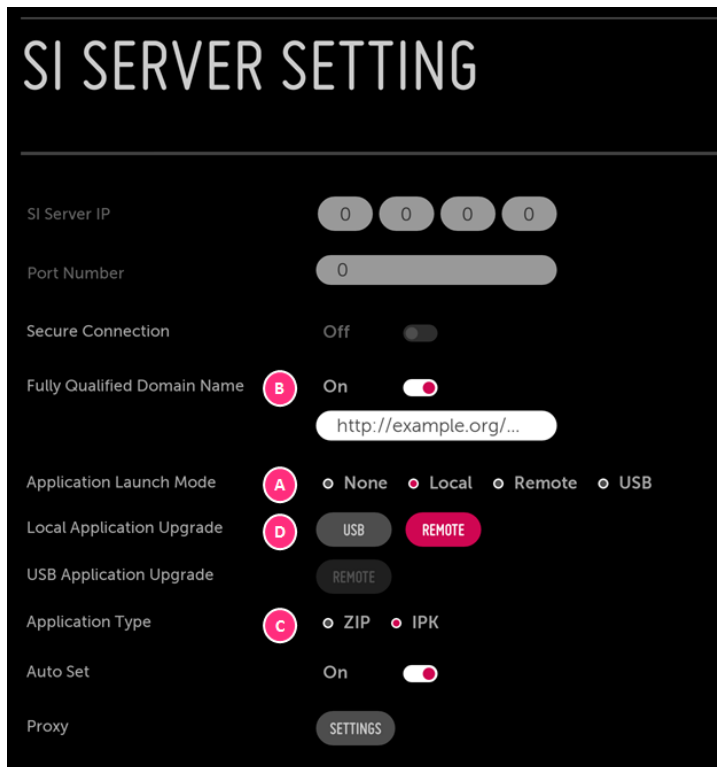 SI SERVER SETTING
SI Server IP 0 0 0 0
Port Number 0
Secure Connection Off
Fully Qualified Domain Name B On
http://example.org/...
Application Launch Mode A None Local Remote USB
Local Application Upgrade D USB REMOTE
USB Application Upgrade REMOTE
Application Type C ZIP IPK
Auto Set On
Proxy SETTINGS